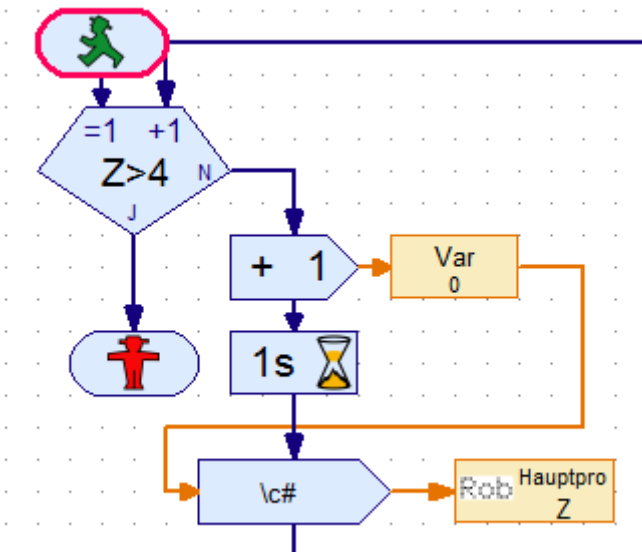 =1 +1
Z>4
N
J
+ 1
Var
0
1s
\c#
Rob Hauptpro
Z